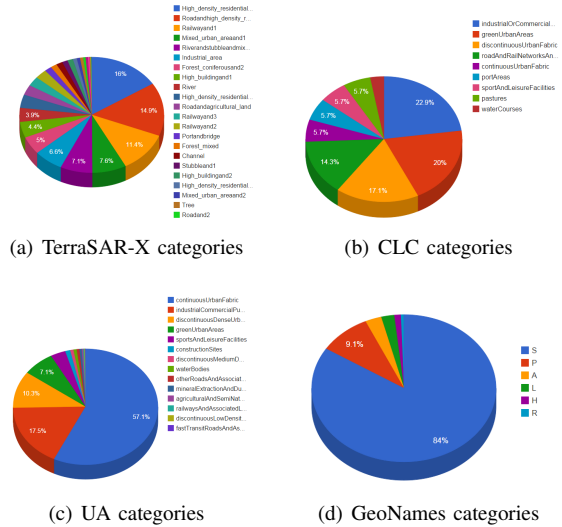 High_density_residential...
Roadandhigh_density_r...
Railwayand1
Mixed_urban_areaand1
Riverandstubbleandmix...
Industrial_area
Forest_coniferousand2
High_buildingand1
River
High_density_residential...
Roadandagricultural_land
Railwayand3
Railwayand2
Portandbridge
Forest_mixed
Channel
Stubbleand1
High_buildingand2
High_density_residential...
Mixed_urban_areaand2
Tree
Roadand2
16%
14.9%
11.4%
7.6%
7.1%
6.6%
5%
4.4%
3.9%
(a) TerraSAR-X categories
industrialOrCommercial...
greenUrbanAreas
discontinuousUrbanFabric
roadAndRailNetworksAn...
continuousUrbanFabric
portAreas
sportAndLeisureFacilities
pastures
waterCourses
22.9%
20%
17.1%
14.3%
5.7%
5.7%
5.7%
5.7%
(b) CLC categories
continuousUrbanFabric
industrialCommercialPu...
discontinuousDenseUrb...
greenUrbanAreas
sportsAndLeisureFacilities
constructionSites
discontinuousMediumD...
waterBodies
otherRoadsAndAssociat...
mineralExtractionAndDu...
agriculturalAndSemiNat...
railwaysAndAssociatedL...
discontinuousLowDensit...
fastTransitRoadsAndAs...
57.1%
17.5%
10.3%
7.1%
(c) UA categories
S
P
A
L
H
R
84%
9.1%
(d) GeoNames categories